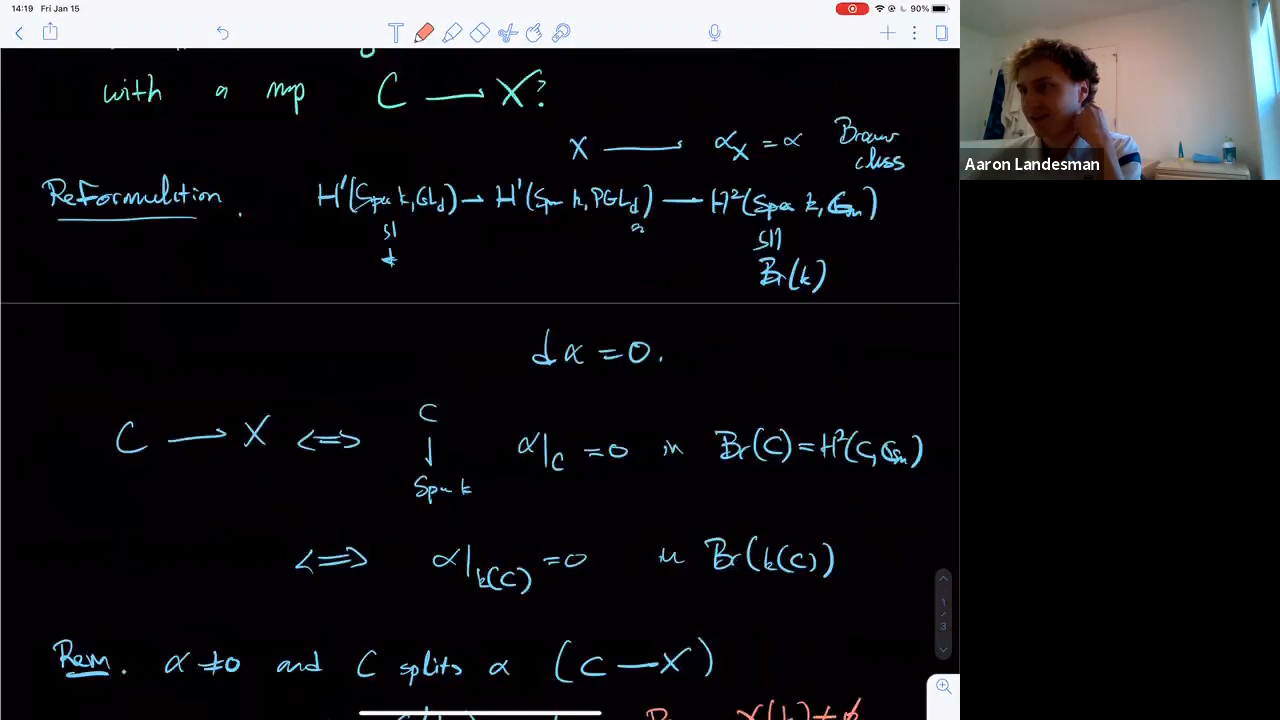 14:19 Fri Jan 15
90%
with a map C → X?
X → α_X = α Brauer class
Reformulation. H¹(Spec k, GL_d) → H¹(Spec k, PGL_d) → H²(Spec k, G_m)
Br(k)
dα = 0.
C → X ⟺ C ↓ Spec k α|_C = 0 in Br(C) = H²(C, G_m)
⟺ α|_k(C) = 0 in Br(k(C))
Rem. α ≠ 0 and C splits α (C → X)
X(k) ≠ ∅
1 / 3
Aaron Landesman